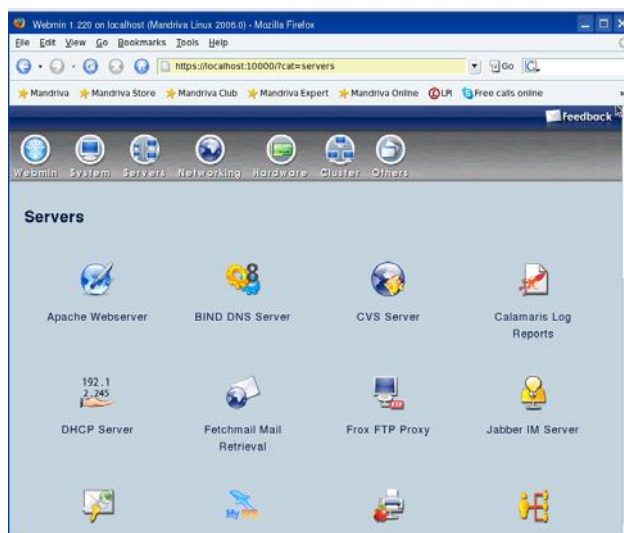 Webmin 1.220 on localhost (Mandriva Linux 2006.0) - Mozilla Firefox
File Edit View Go Bookmarks Tools Help
https://localhost:10000/?cat=servers Go
Mandriva Mandriva Store Mandriva Club Mandriva Expert Mandriva Online LPI Free calls online
Feedback
Webmin System Servers Networking Hardware Cluster Others
Servers
8
Apache Webserver BIND DNS Server CVS Server Calamaris Log
Reports
192.1
2.245
FTP
DHCP Server Fetchmail Mail Frox FTP Proxy Jabber IM Server
Retrieval
My